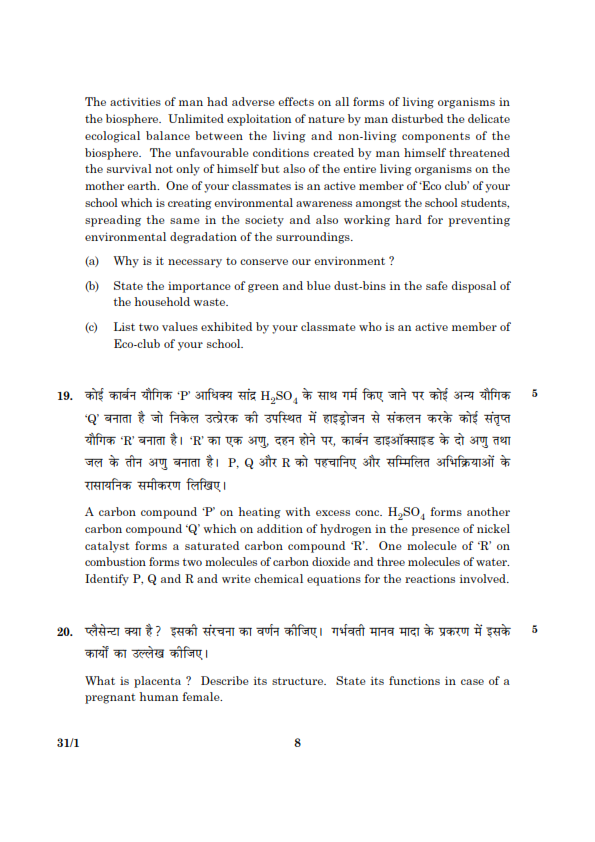 The activities of man had adverse effects on all forms of living organisms in
the biosphere. Unlimited exploitation of nature by man disturbed the delicate
ecological balance between the living and non-living components of the
biosphere. The unfavourable conditions created by man himself threatened
the survival not only of himself but also of the entire living organisms on the
mother earth. One of your classmates is an active member of ‘Eco club’ of your
school which is creating environmental awareness amongst the school students,
spreading the same in the society and also working hard for preventing
environmental degradation of the surroundings.
(a) Why is it necessary to conserve our environment ?
(b) State the importance of green and blue dust-bins in the safe disposal of
the household waste.
(c) List two values exhibited by your classmate who is an active member of
Eco-club of your school.
19. कोई कार्बन यौगिक ‘P’ आधिक्य सांद्र H₂SO₄ के साथ गर्म किए जाने पर कोई अन्य यौगिक 5
‘Q’ बनाता है जो निकेल उत्प्रेरक की उपस्थित में हाइड्रोजन से संकलन करके कोई संतृप्त
यौगिक ‘R’ बनाता है। ‘R’ का एक अणु, दहन होने पर, कार्बन डाइऑक्साइड के दो अणु तथा
जल के तीन अणु बनाता है। P, Q और R को पहचानिए और सम्मिलित अभिक्रियाओं के
रासायनिक समीकरण लिखिए।
A carbon compound ‘P’ on heating with excess conc. H₂SO₄ forms another
carbon compound ‘Q’ which on addition of hydrogen in the presence of nickel
catalyst forms a saturated carbon compound ‘R’. One molecule of ‘R’ on
combustion forms two molecules of carbon dioxide and three molecules of water.
Identify P, Q and R and write chemical equations for the reactions involved.
20. प्लैसेन्टा क्या है ? इसकी संरचना का वर्णन कीजिए। गर्भवती मानव मादा के प्रकरण में इसके 5
कार्यों का उल्लेख कीजिए।
What is placenta ? Describe its structure. State its functions in case of a
pregnant human female.
31/1 8